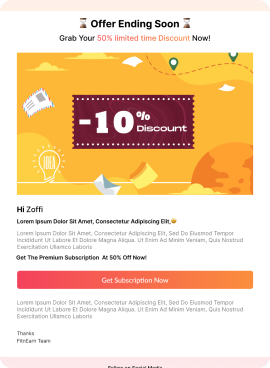 ⏳ Offer Ending Soon ⏳
Grab Your 50% limited time Discount Now!
-10% Discount
IDEA
Hi Zoffi
Lorem Ipsum Dolor Sit Amet, Consectetur Adipiscing Elit,😀
Lorem Ipsum Dolor Sit Amet, Consectetur Adipiscing Elit, Sed Do Eiusmod Tempor
Incididunt Ut Labore Et Dolore Magna Aliqua. Ut Enim Ad Minim Veniam, Quis Nostrud
Exercitation Ullamco Laboris
Get The Premium Subscription At 50% Off Now!
Get Subscription Now
Lorem Ipsum Dolor Sit Amet, Consectetur Adipiscing Elit, Sed Do Eiusmod Tempor
Incididunt Ut Labore Et Dolore Magna Aliqua. Ut Enim Ad Minim Veniam, Quis Nostrud
Exercitation Ullamco Laboris
Thanks
FitnEarn Team
Follow on Social Media